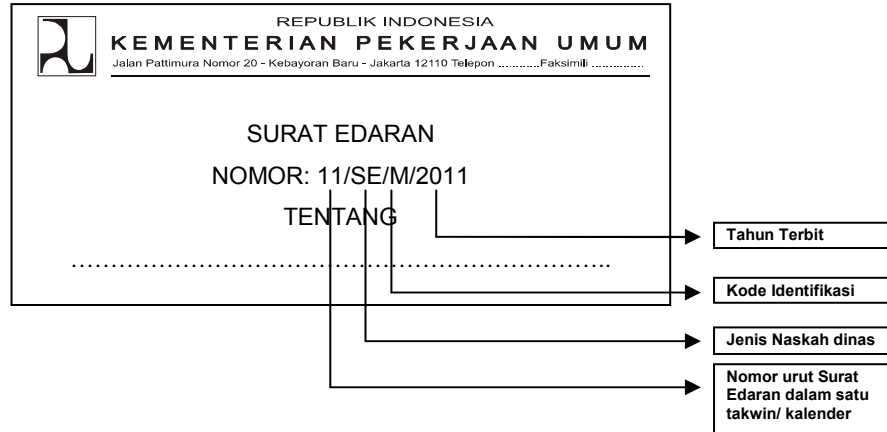 REPUBLIK INDONESIA
KEMENTERIAN PEKERJAAN UMUM
Jalan Pattimura Nomor 20 - Kebayoran Baru - Jakarta 12110 Telepon ............Faksimili ...............
SURAT EDARAN
NOMOR: 11/SE/M/2011
TENTANG
....................................................................
Tahun Terbit
Kode Identifikasi
Jenis Naskah dinas
Nomor urut Surat
Edaran dalam satu
takwin/ kalender